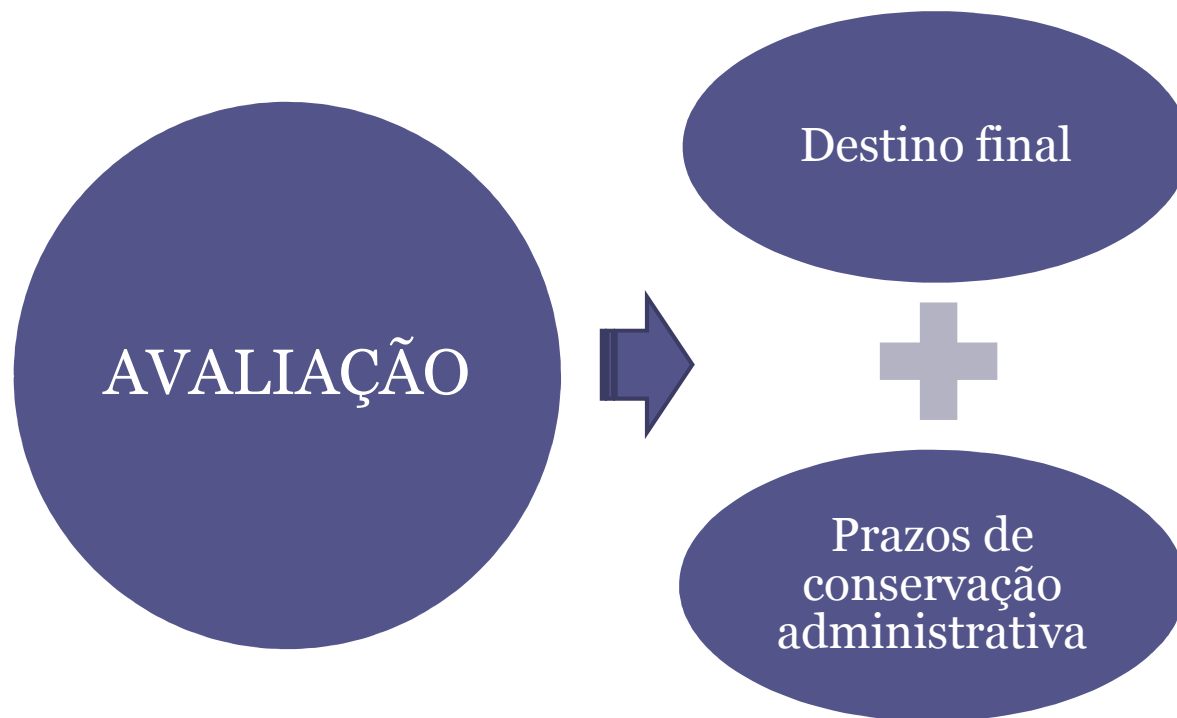 AVALIAÇÃO
Destino final
Prazos de
conservação
administrativa